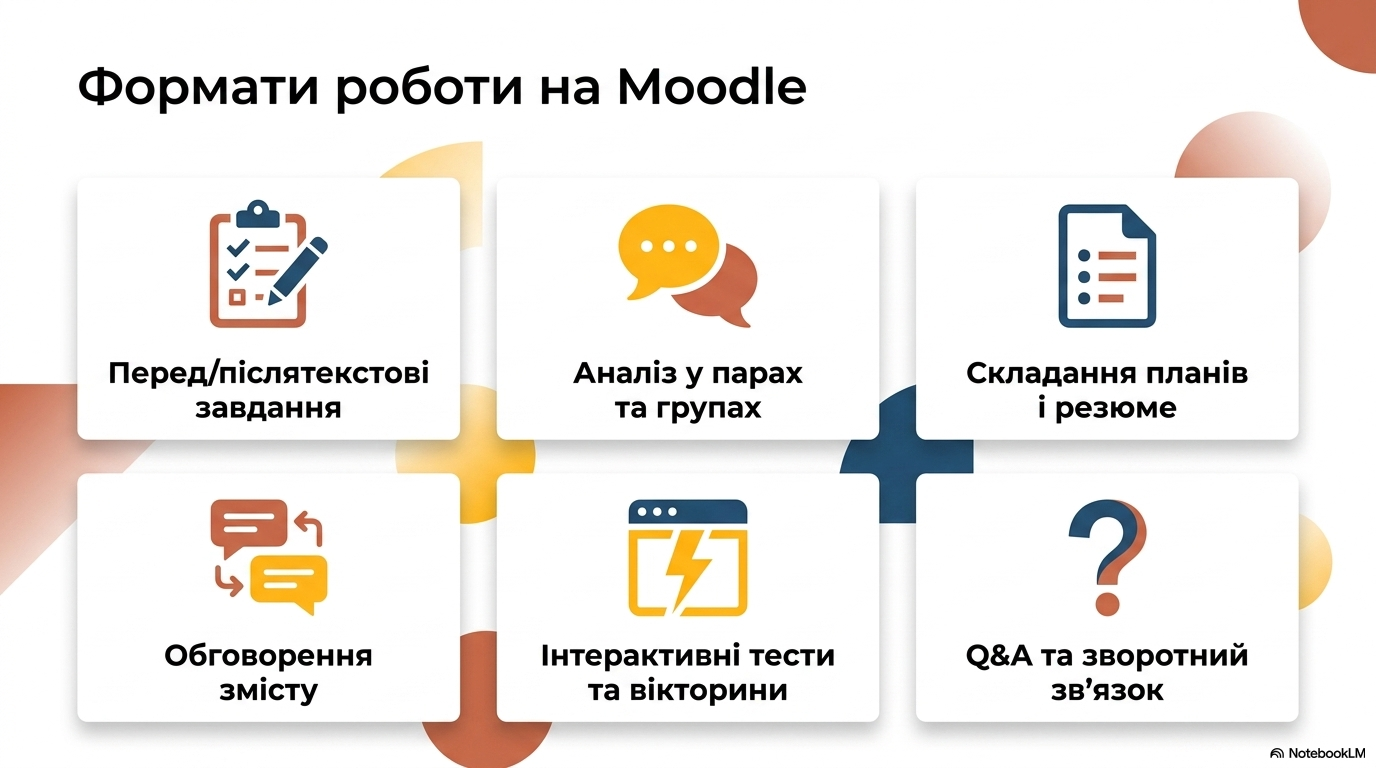 Формати роботи на Moodle
Перед/післятекстові
завдання
Аналіз у парах
та групах
Складання планів
і резюме
Обговорення
змісту
Інтерактивні тести
та вікторини
Q&A та зворотний
зв’язок
NotebookLM